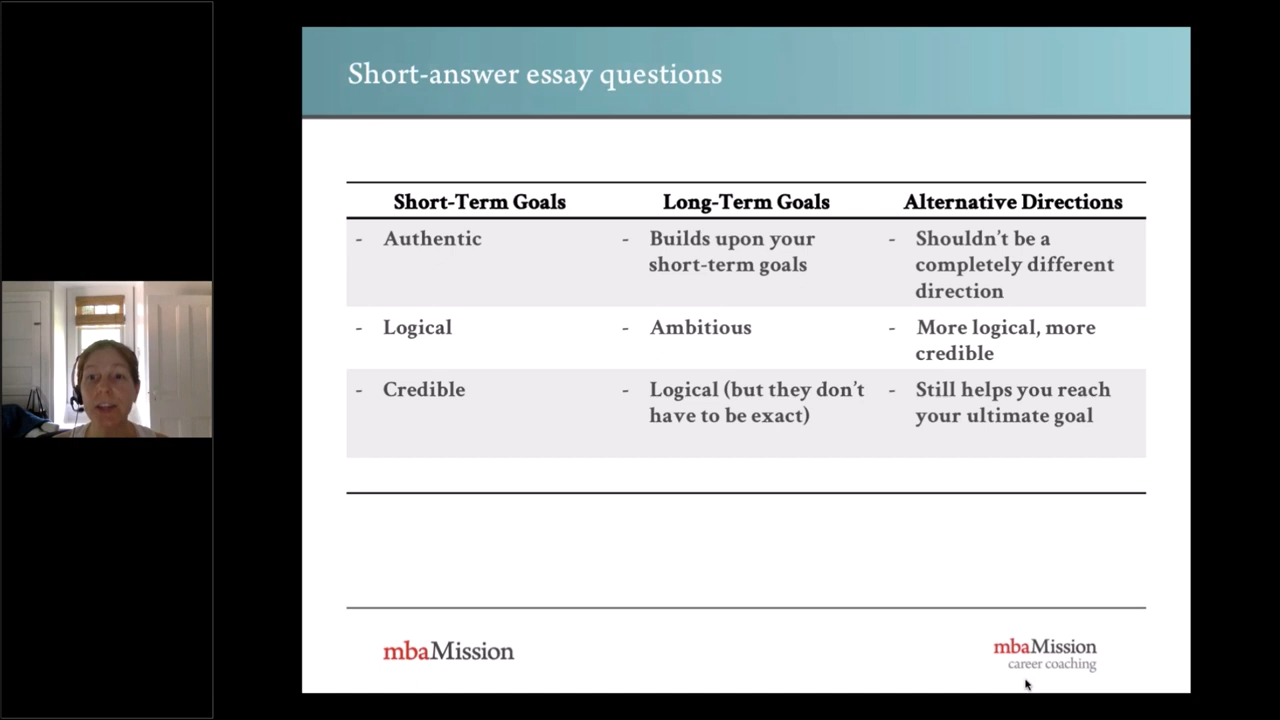 Short-answer essay questions
Short-Term Goals
Long-Term Goals
Alternative Directions
- Authentic
- Builds upon your
short-term goals
- Shouldn't be a
completely different
direction
- Logical
- Ambitious
- More logical, more
credible
- Credible
- Logical (but they don't
have to be exact)
- Still helps you reach
your ultimate goal
mbaMission
mbaMission
career coaching